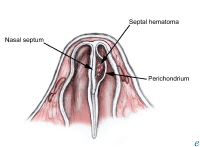 Septal hematoma
Nasal septum
Perichondrium
e